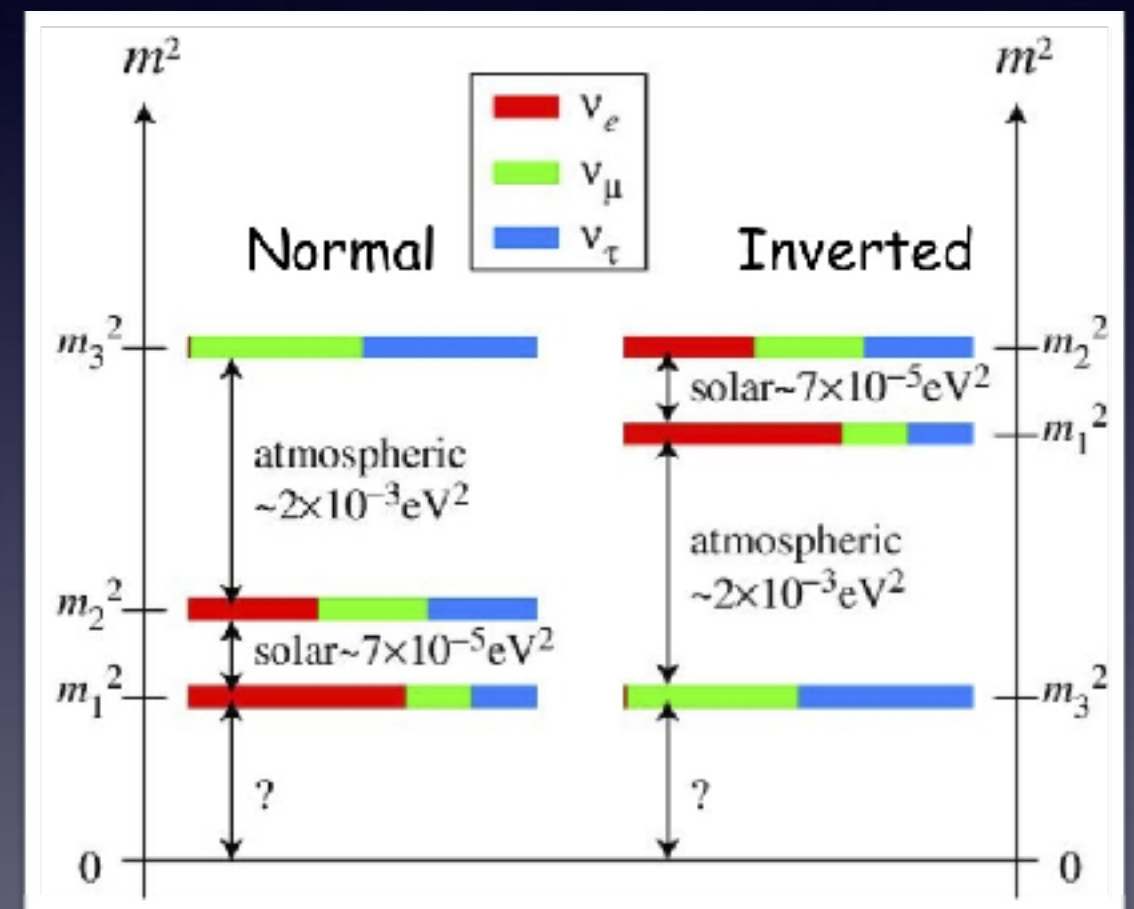 m² m²
νe
νμ
ντ
Normal Inverted
m₃² m₂²
solar~7×10⁻⁵eV²
m₁²
atmospheric
~2×10⁻³eV²
atmospheric
~2×10⁻³eV²
m₂²
solar~7×10⁻⁵eV²
m₁² m₃²
? ?
0 0